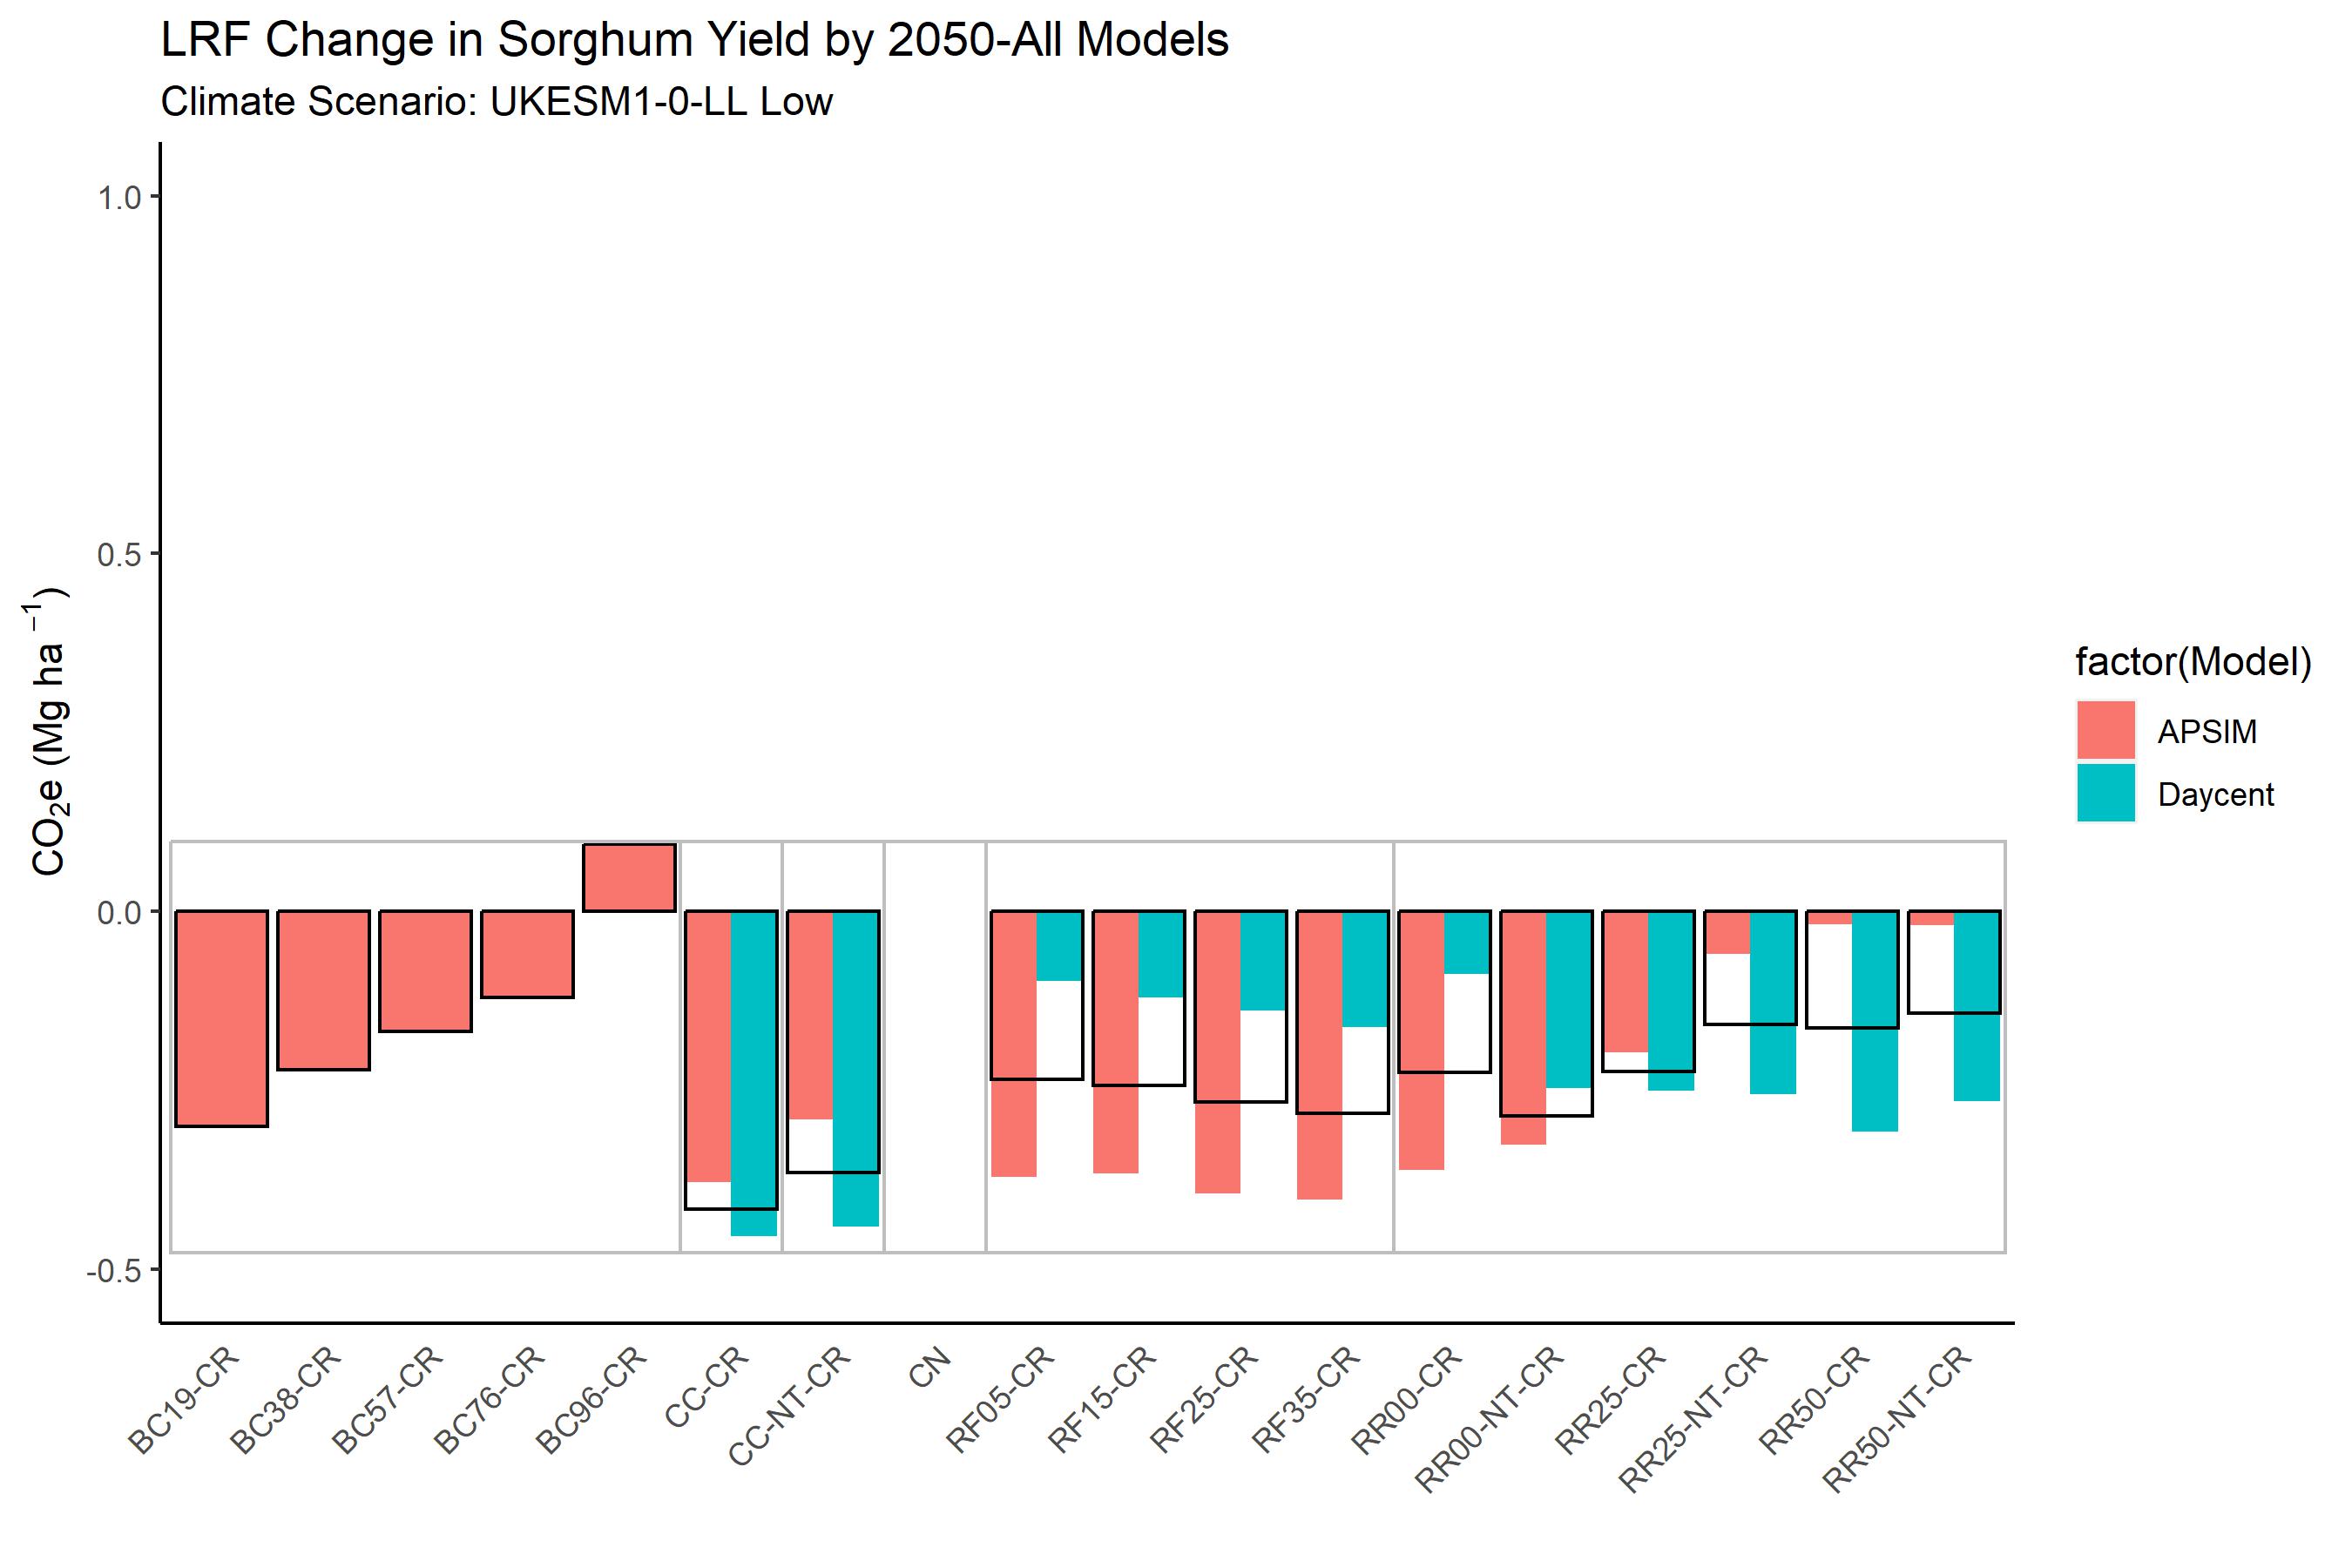 LRF Change in Sorghum Yield by 2050-All Models
Climate Scenario: UKESM1-0-LL Low
CO₂e (Mg ha ⁻¹)
1.0
0.5
0.0
-0.5
BC19-CR
BC38-CR
BC57-CR
BC76-CR
BC96-CR
CC-CR
CC-NT-CR
CN
RF05-CR
RF15-CR
RF25-CR
RF35-CR
RR00-CR
RR00-NT-CR
RR25-CR
RR25-NT-CR
RR50-CR
RR50-NT-CR
factor(Model)
APSIM
Daycent